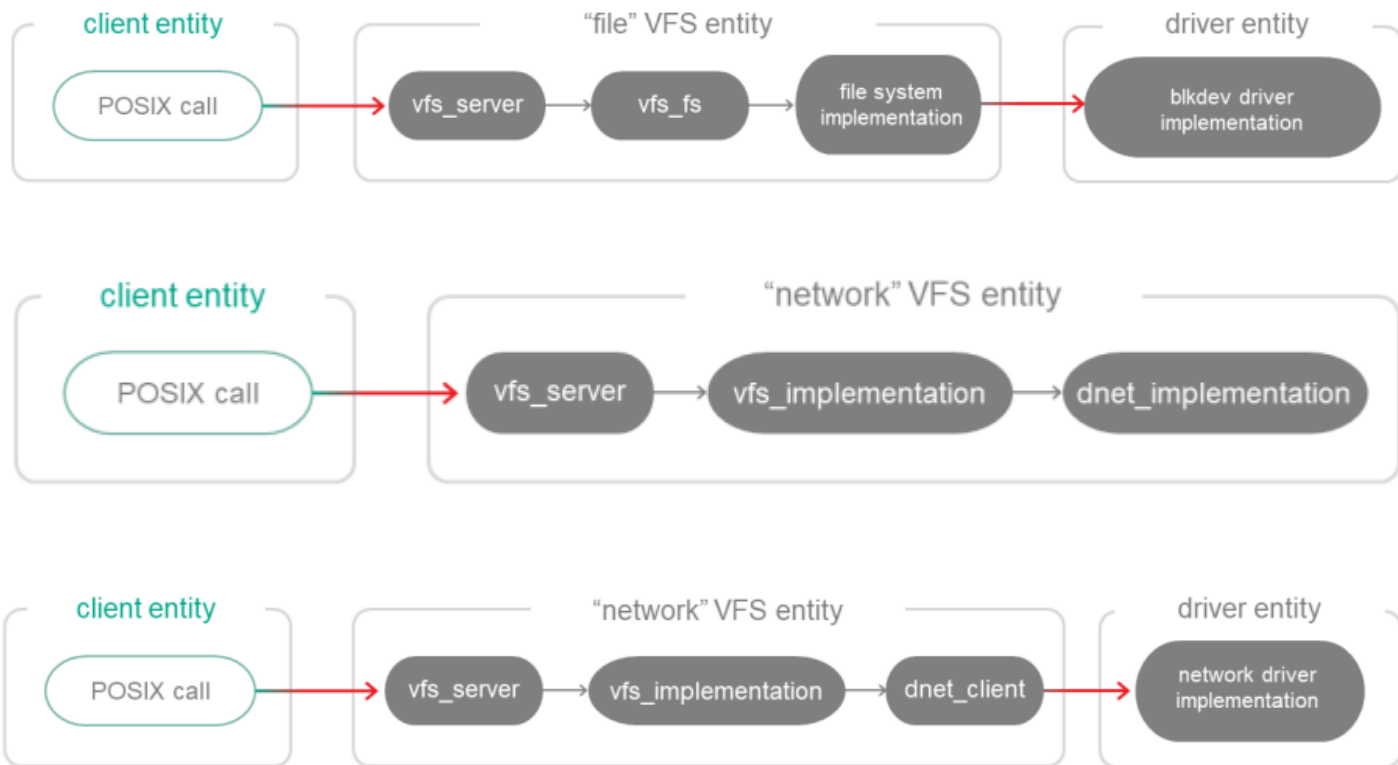 client entity
“file” VFS entity
driver entity
POSIX call
vfs_server
vfs_fs
file system
implementation
blkdev driver
implementation
client entity
“network” VFS entity
POSIX call
vfs_server
vfs_implementation
dnet_implementation
client entity
“network” VFS entity
driver entity
POSIX call
vfs_server
vfs_implementation
dnet_client
network driver
implementation